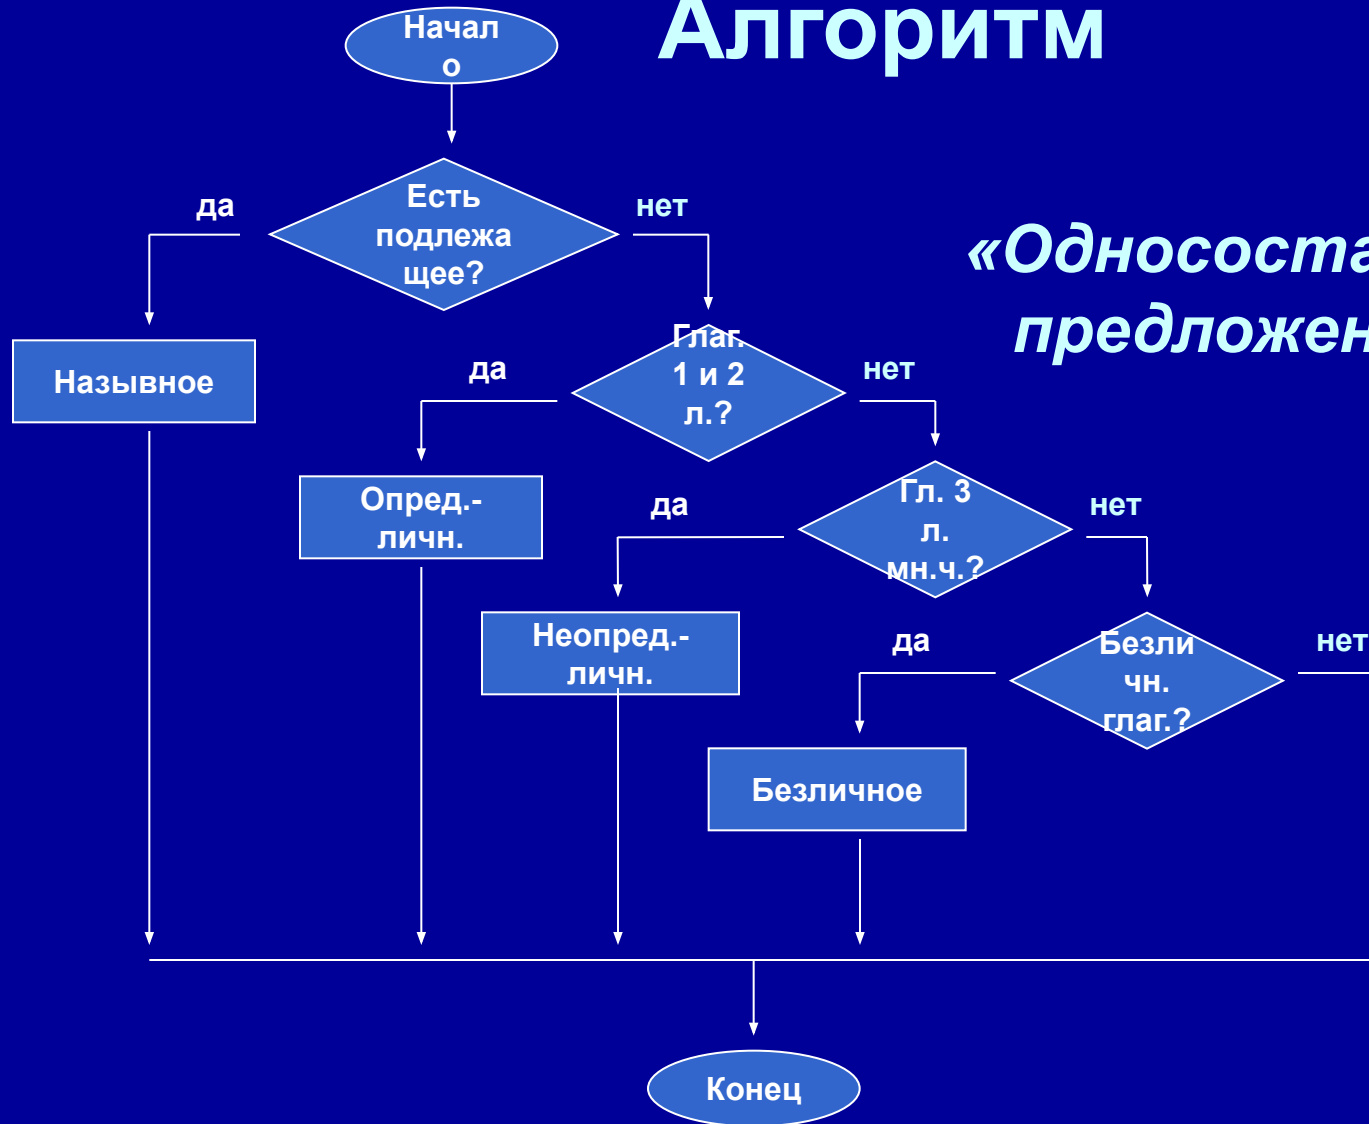 Алгоритм
Начал
о
Есть
подлежа
щее?
да
нет
«Однососта
предложен
Называное
Глаг.
1 и 2
л.?
да
нет
Опред.-
личн.
Гл. 3
л.
мн.ч.?
да
нет
Неопред.-
личн.
Безли
чн.
глаг.?
да
нет
Безличное
Конец